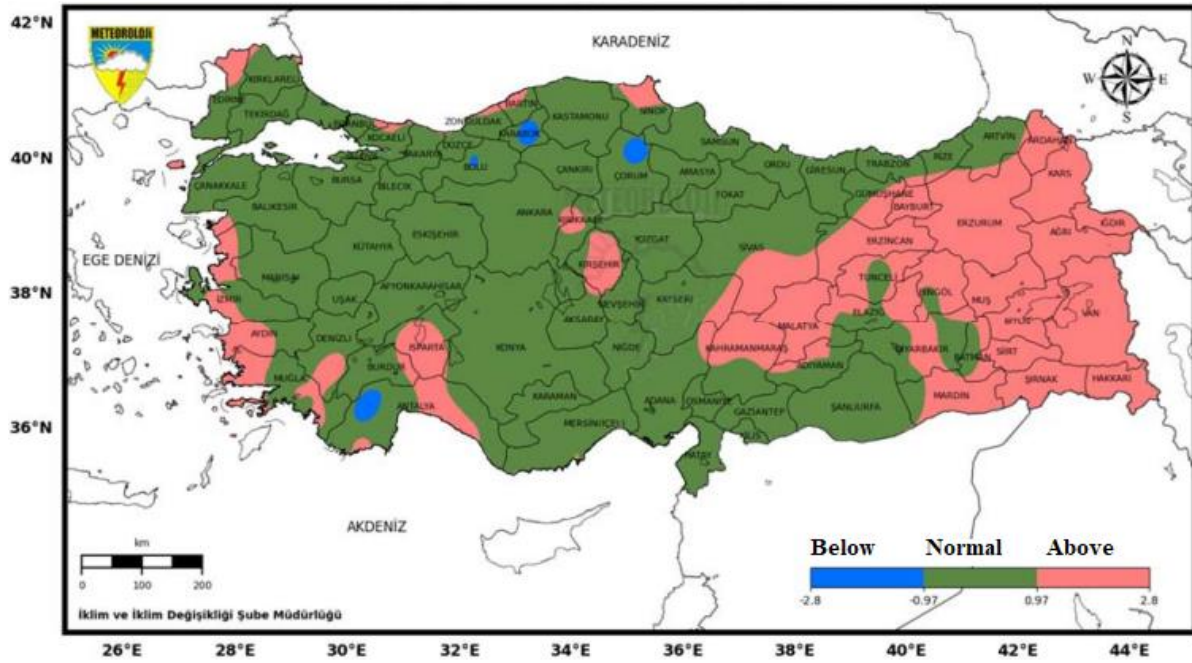 42°N
40°N
38°N
36°N
METEOROLOJİ
KARADENİZ
N
W E
S
EGE DENİZİ
AKDENİZ
KIRKLARELİ
EDİRNE
TEKİRDAĞ
İSTANBUL
KOCAELİ
SAKARYA
DÜZCE
ZONGULDAK
BARTIN
KARABÜK
KASTAMONU
SİNOP
SAMSUN
ORDU
GİRESUN
TRABZON
RİZE
ARTVİN
ARDAHAN
KARS
ÇANAKKALE
BALIKESİR
BURSA
BİLECİK
BOLU
ÇANKIRI
ÇORUM
AMASYA
TOKAT
GÜMÜŞHANE
BAYBURT
ERZURUM
IĞDIR
AĞRI
METEOROLOJİ
ANKARA
KIRIKKALE
ESKİŞEHİR
KÜTAHYA
YOZGAT
SİVAS
ERZİNCAN
MANİSA
UŞAK
AFYONKARAHİSAR
KIRŞEHİR
NEVŞEHİR
KAYSERİ
TUNCELİ
BİNGÖL
MUŞ
VAN
İZMİR
AYDIN
DENİZLİ
ISPARTA
KONYA
AKSARAY
NİĞDE
MALATYA
ELAZIĞ
BİTLİS
KAHRAMANMARAŞ
ADIYAMAN
DİYARBAKIR
BATMAN
SİİRT
MUĞLA
BURDUR
ANTALYA
KARAMAN
MERSİN(İÇEL)
ADANA
OSMANİYE
GAZİANTEP
KİLİS
HATAY
ŞANLIURFA
MARDİN
ŞIRNAK
HAKKARİ
km
0 100 200
İklim ve İklim Değişikliği Şube Müdürlüğü
Below Normal Above
-2.8 -0.97 0.97 2.8
26°E 28°E 30°E 32°E 34°E 36°E 38°E 40°E 42°E 44°E